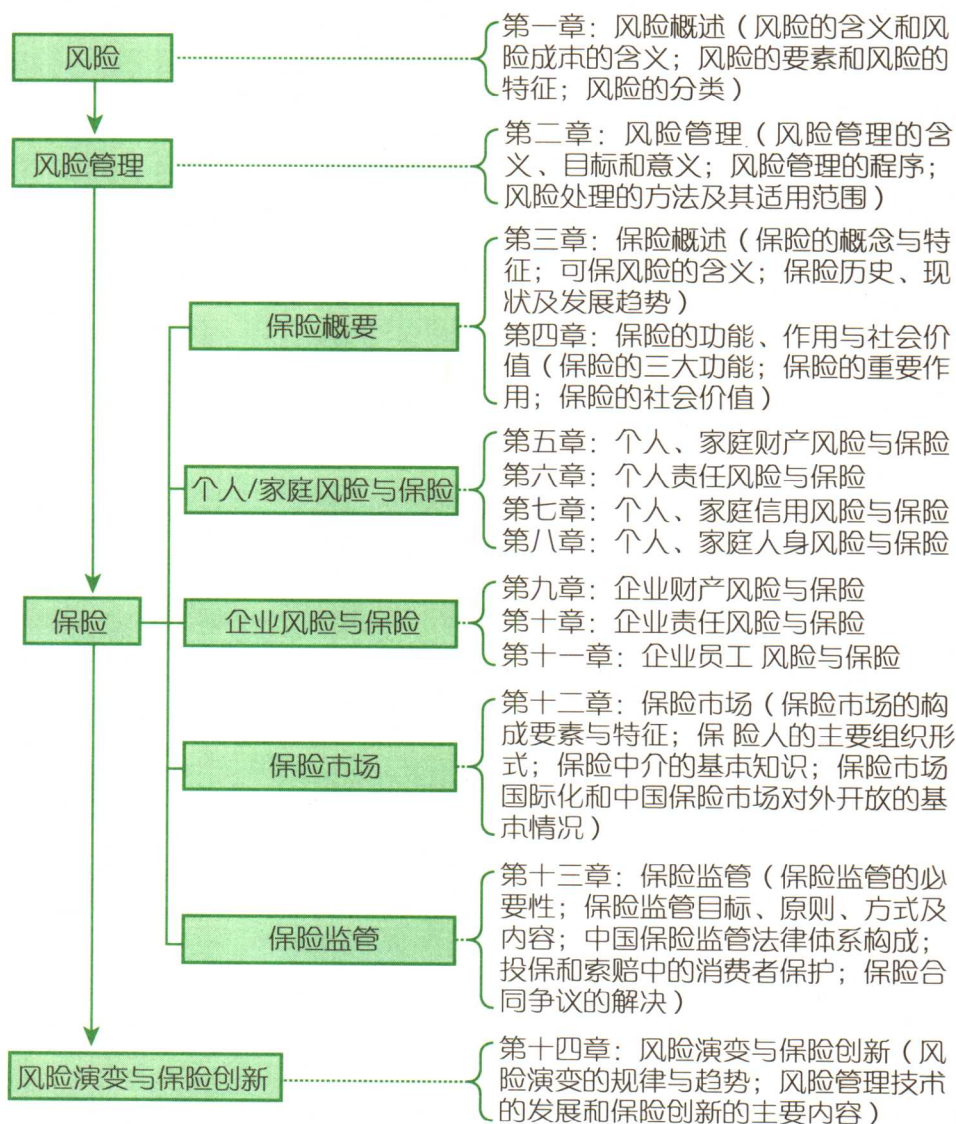 风险
第一章：风险概述（风险的含义和风
险成本的含义；风险的要素和风险的
特征；风险的分类）
风险管理
第二章：风险管理（风险管理的含
义、目标和意义；风险管理的程序；
风险处理的方法及其适用范围）
保险
保险概要
第三章：保险概述（保险的概念与特
征；可保风险的含义；保险历史、现
状及发展趋势）
第四章：保险的功能、作用与社会价
值（保险的三大功能；保险的重要作
用；保险的社会价值）
个人/家庭风险与保险
第五章：个人、家庭财产风险与保险
第六章：个人责任风险与保险
第七章：个人、家庭信用风险与保险
第八章：个人、家庭人身风险与保险
企业风险与保险
第九章：企业财产风险与保险
第十章：企业责任风险与保险
第十一章：企业员工 风险与保险
保险市场
第十二章：保险市场（保险市场的构
成要素与特征；保 险人的主要组织形
式；保险中介的基本知识；保险市场
国际化和中国保险市场对外开放的基
本情况）
保险监管
第十三章：保险监管（保险监管的必
要性；保险监管目标、原则、方式及
内容；中国保险监管法律体系构成；
投保和索赔中的消费者保护；保险合
同争议的解决）
风险演变与保险创新
第十四章：风险演变与保险创新（风
险演变的规律与趋势；风险管理技术
的发展和保险创新的主要内容）